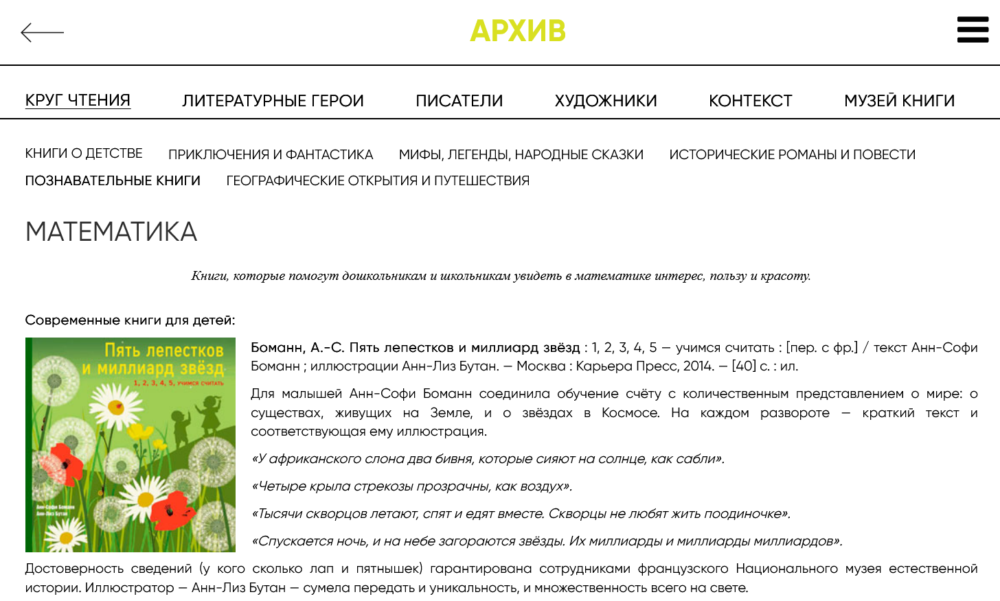 АРХИВ
КРУГ ЧТЕНИЯ ЛИТЕРАТУРНЫЕ ГЕРОИ ПИСАТЕЛИ ХУДОЖНИКИ КОНТЕКСТ МУЗЕЙ КНИГИ
КНИГИ О ДЕТСТВЕ ПРИКЛЮЧЕНИЯ И ФАНТАСТИКА МИФЫ, ЛЕГЕНДЫ, НАРОДНЫЕ СКАЗКИ ИСТОРИЧЕСКИЕ РОМАНЫ И ПОВЕСТИ
ПОЗНАВАТЕЛЬНЫЕ КНИГИ ГЕОГРАФИЧЕСКИЕ ОТКРЫТИЯ И ПУТЕШЕСТВИЯ
МАТЕМАТИКА
Книги, которые помогут дошкольникам и школьникам увидеть в математике интерес, пользу и красоту.
Современные книги для детей:
Пять лепестков
и миллиард звёзд
1, 2, 3, 4, 5, учимся считать
Анн-Софи Боманн
Анн-Лиз Бутан
Боманн, А.-С. Пять лепестков и миллиард звёзд : 1, 2, 3, 4, 5 — учимся считать : [пер. с фр.] / текст Анн-Софи
Боманн ; иллюстрации Анн-Лиз Бутан. — Москва : Карьера Пресс, 2014. — [40] с. : ил.
Для малышей Анн-Софи Боманн соединила обучение счёту с количественным представлением о мире: о
существах, живущих на Земле, и о звёздах в Космосе. На каждом развороте — краткий текст и
соответствующая ему иллюстрация.
«У африканского слона два бивня, которые сияют на солнце, как сабли».
«Четыре крыла стрекозы прозрачны, как воздух».
«Тысячи скворцов летают, спят и едят вместе. Скворцы не любят жить поодиночке».
«Спускается ночь, и на небе загораются звёзды. Их миллиарды и миллиарды миллиардов».
Достоверность сведений (у кого сколько лап и пятнышек) гарантирована сотрудниками французского Национального музея естественной
истории. Иллюстратор — Анн-Лиз Бутан — сумела передать и уникальность, и множественность всего на свете.